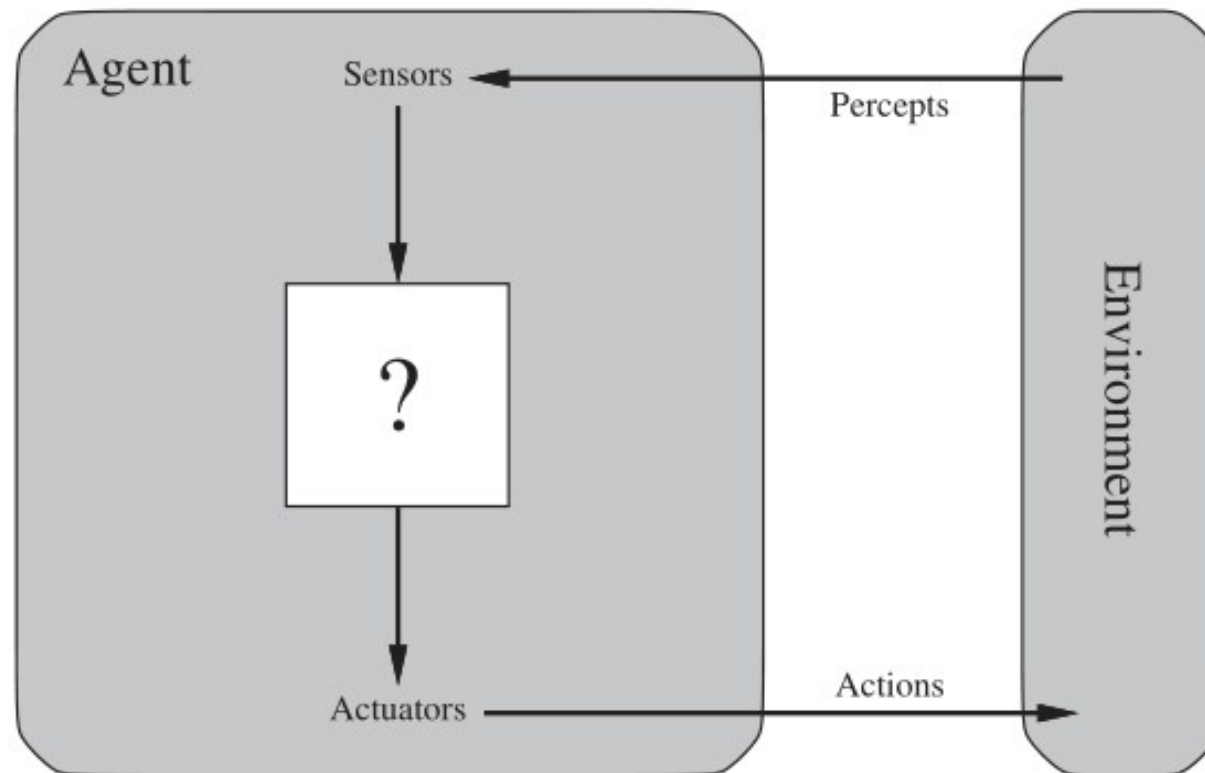 Agent
Sensors
Percepts
?
Environment
Actions
Actuators